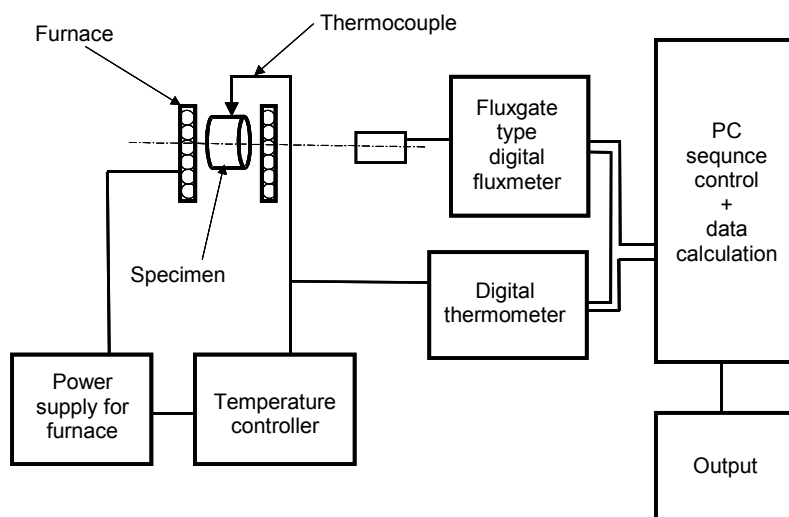 Furnace
Thermocouple
Fluxgate
type
digital
fluxmeter
PC
sequnce
control
+
data
calculation
Specimen
Digital
thermometer
Power
supply for
furnace
Temperature
controller
Output